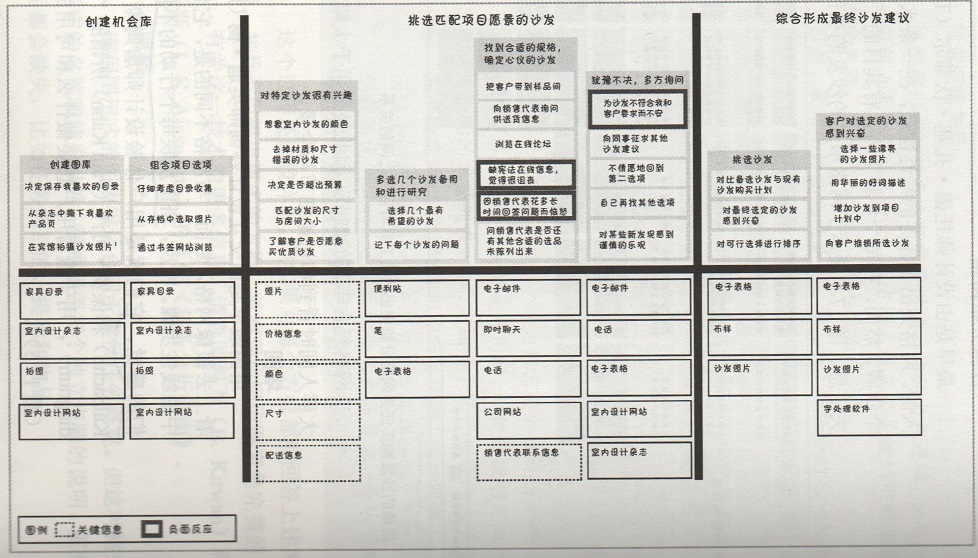 创建机会库
挑选匹配项目愿景的沙发
综合形成最终沙发建议
创建图库
决定保存我喜欢的目录
从杂志中撕下我喜欢
产品页
在宾馆拍摄沙发照片¹
组合项目选项
仔细考虑目录收集
从存档中选取照片
通过书签网站浏览
对特定沙发很有兴趣
想象室内沙发的颜色
去掉材质和尺寸
错误的沙发
决定是否超出预算
匹配沙发的尺寸
与房间大小
了解客户是否愿意
买优质沙发
多选几个沙发备用
和进行研究
选择几个最有
希望的沙发
记下每个沙发的问题
找到合适的规格，
确定心仪的沙发
把客户带到样品间
向销售代表询问
供送货信息
浏览在线论坛
缺乏在线信息，
觉得很沮丧
因销售代表花多长
时间回答问题而恼怒
问销售代表是否还
有其他合适的选品
未陈列出来
犹豫不决，多方询问
为沙发不符合我和
客户要求而不安
向同事征求其他
沙发建议
不情愿地回到
第二选项
自己再找其他选项
对某些新发现感到
谨慎的乐观
挑选沙发
对比备选沙发与现有
沙发购买计划
对最终选定的沙发
感到兴奋
对可行选择进行排序
客户对选定的沙发
感到兴奋
选择一些漂亮
的沙发照片
用华丽的好词描述
增加沙发到项目
计划中
向客户推销所选沙发
家具目录
室内设计杂志
拍照
室内设计网站
家具目录
室内设计杂志
拍照
室内设计网站
照片
价格信息
颜色
尺寸
配送信息
便利贴
笔
电子表格
电子邮件
即时聊天
电话
公司网站
销售代表联系信息
电子邮件
电话
电子表格
室内设计网站
室内设计杂志
电子表格
布样
沙发照片
电子表格
布样
沙发照片
字处理软件
图例
关键信息
负面反应